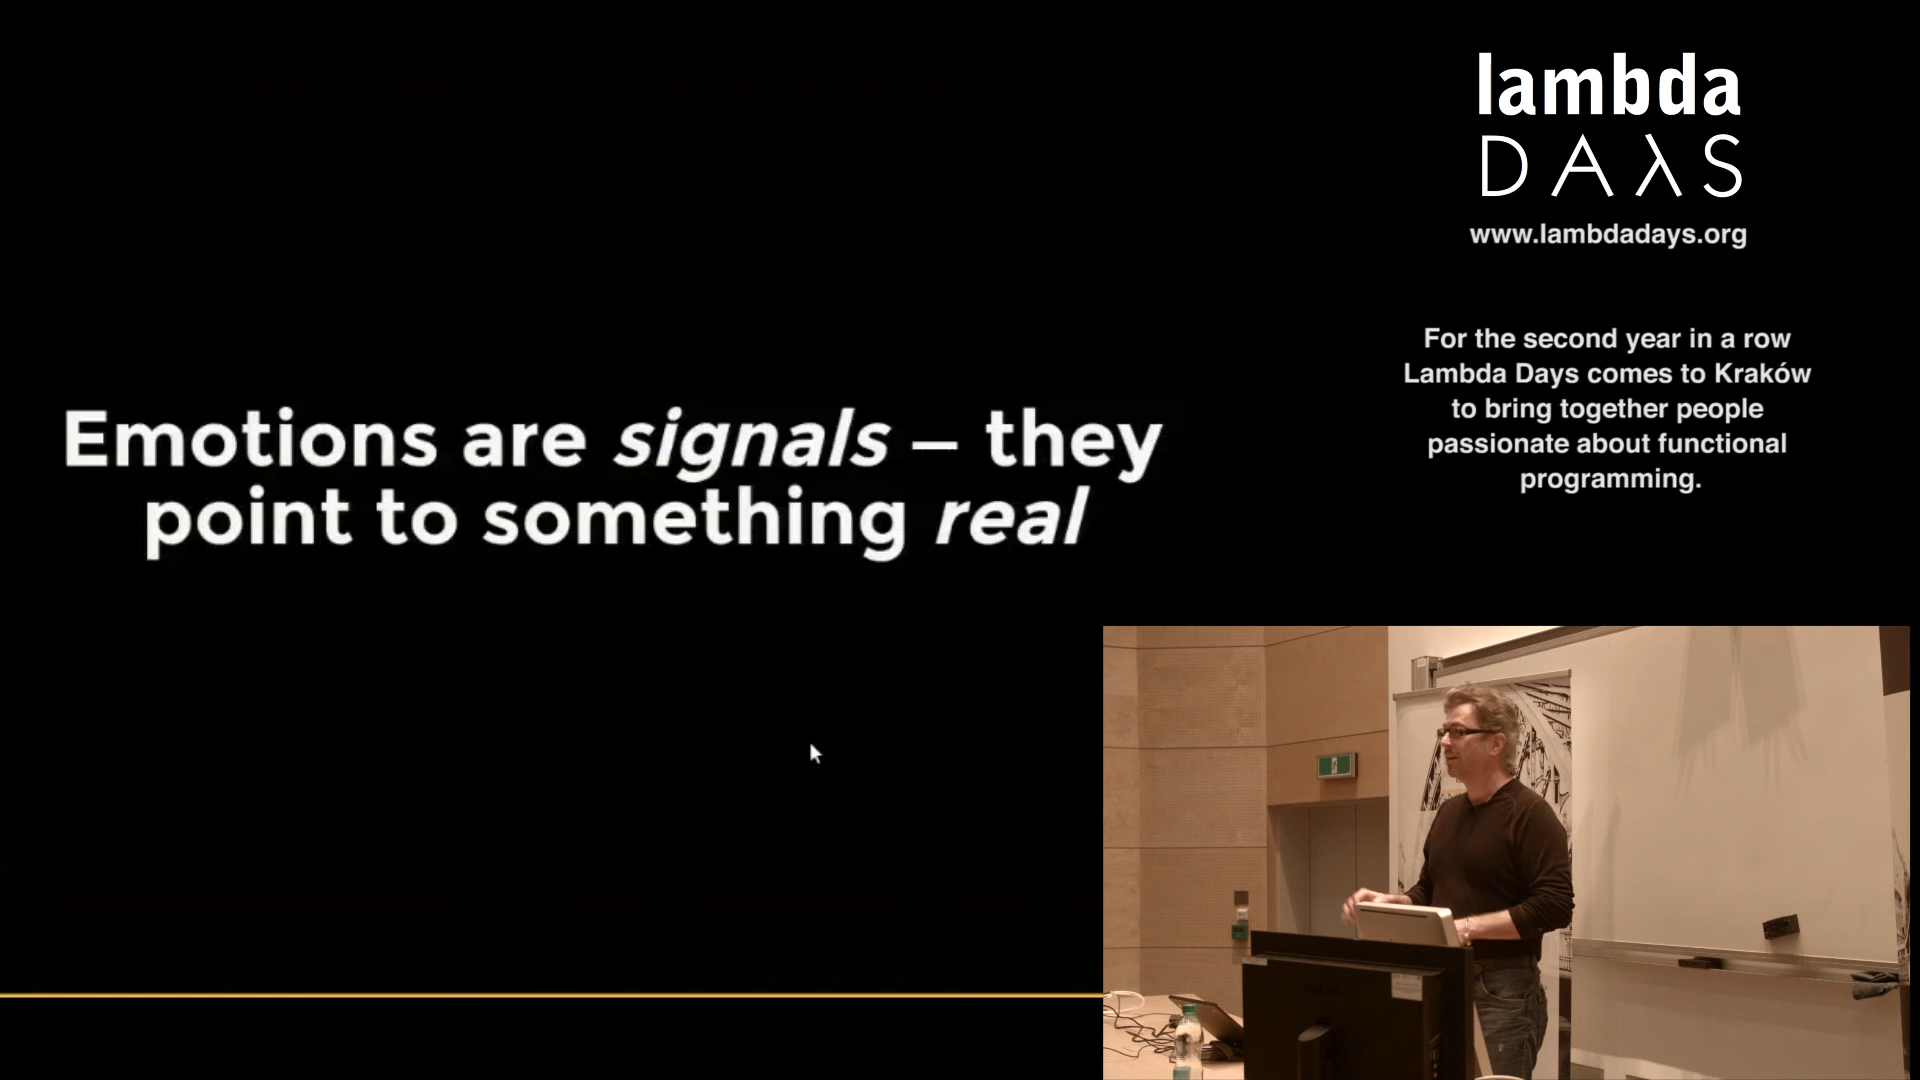 Emotions are signals – they
point to something real
lambda
DAλS
www.lambdadays.org
For the second year in a row
Lambda Days comes to Kraków
to bring together people
passionate about functional
programming.